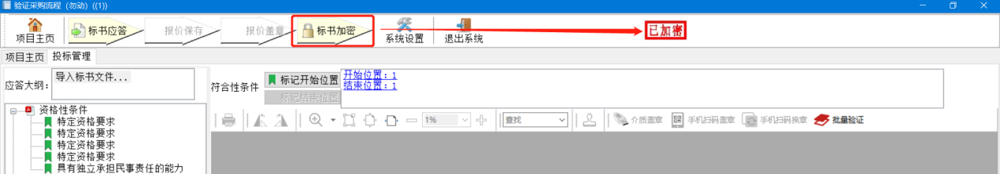 验证采购流程（勿动）((1))
项目主页 标书应答 报价保存 报价盖章 标书加密 系统设置 退出系统 已加密
项目主页 投标管理
应答大纲： 导入标书文件... 符合性条件 标记开始位置 开始位置：1
标记结束位置 结束位置：1
资格性条件
特定资格要求
特定资格要求
特定资格要求
特定资格要求
具有独立承担民事责任的能力
1% 查找 介质盖章 手机扫码盖章 手机扫码换章 批量验证